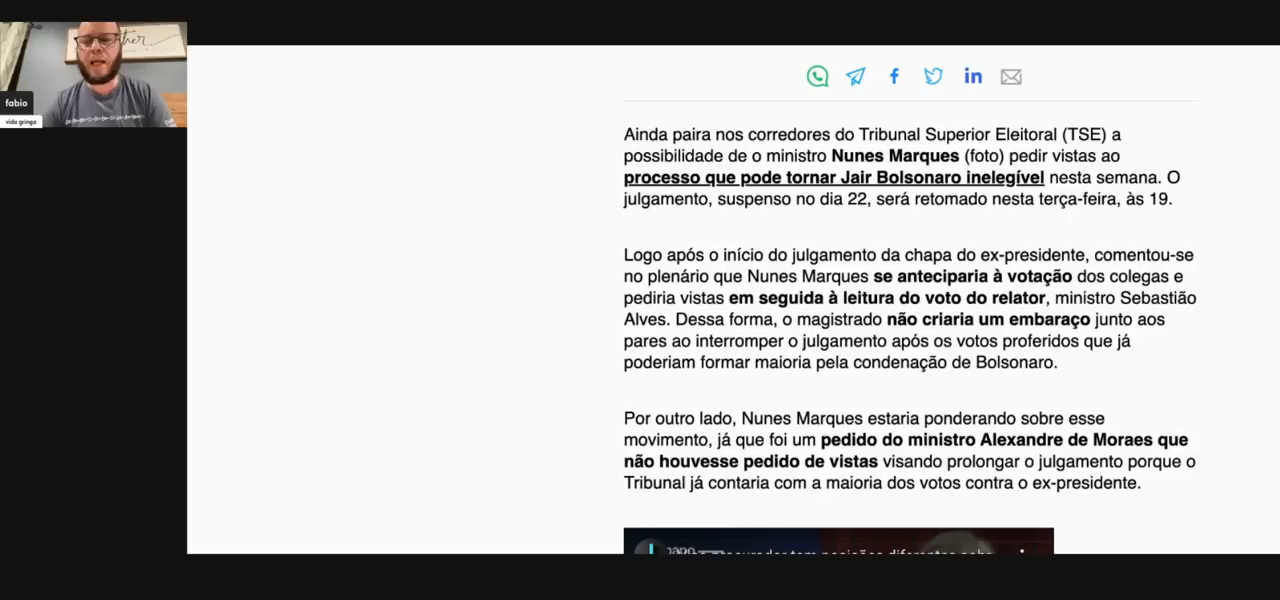 ther
fabio
vida gringa
Ainda paira nos corredores do Tribunal Superior Eleitoral (TSE) a
possibilidade de o ministro Nunes Marques (foto) pedir vistas ao
processo que pode tornar Jair Bolsonaro inelegível nesta semana. O
julgamento, suspenso no dia 22, será retomado nesta terça-feira, às 19.
Logo após o início do julgamento da chapa do ex-presidente, comentou-se
no plenário que Nunes Marques se anteciparia à votação dos colegas e
pediria vistas em seguida à leitura do voto do relator, ministro Sebastião
Alves. Dessa forma, o magistrado não criaria um embaraço junto aos
pares ao interromper o julgamento após os votos proferidos que já
poderiam formar maioria pela condenação de Bolsonaro.
Por outro lado, Nunes Marques estaria ponderando sobre esse
movimento, já que foi um pedido do ministro Alexandre de Moraes que
não houvesse pedido de vistas visando prolongar o julgamento porque o
Tribunal já contaria com a maioria dos votos contra o ex-presidente.
posições diferentes